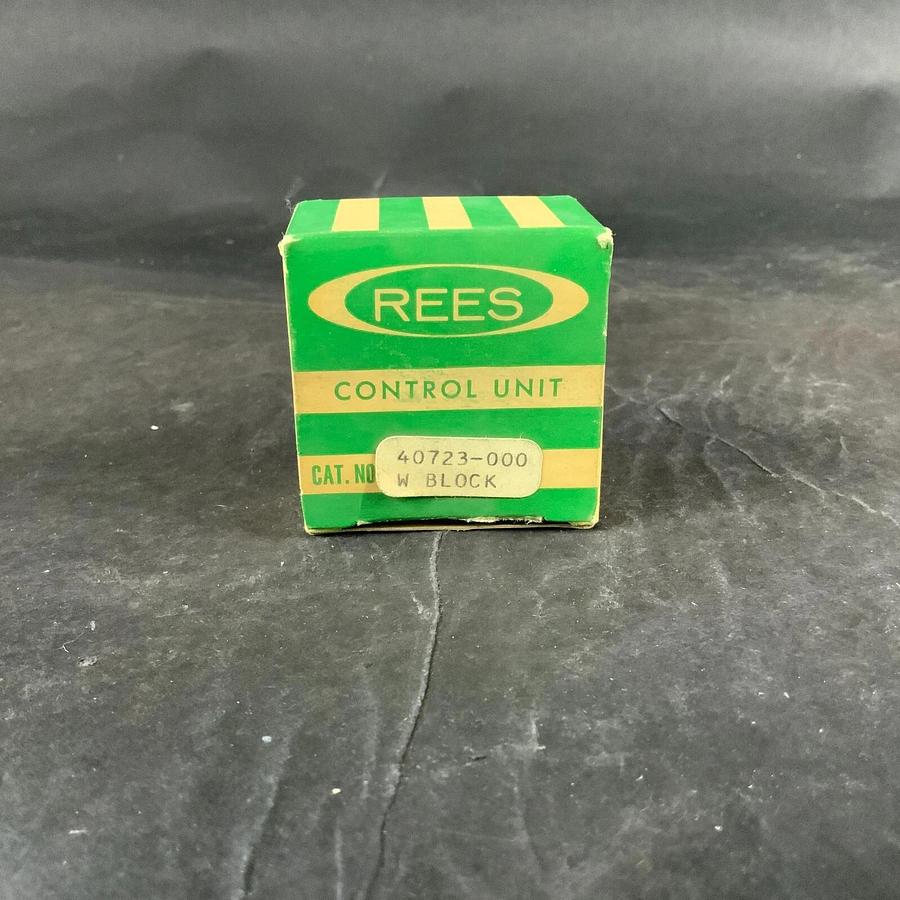 REES
CONTROL UNIT
CAT. NO
40723-000
W BLOCK